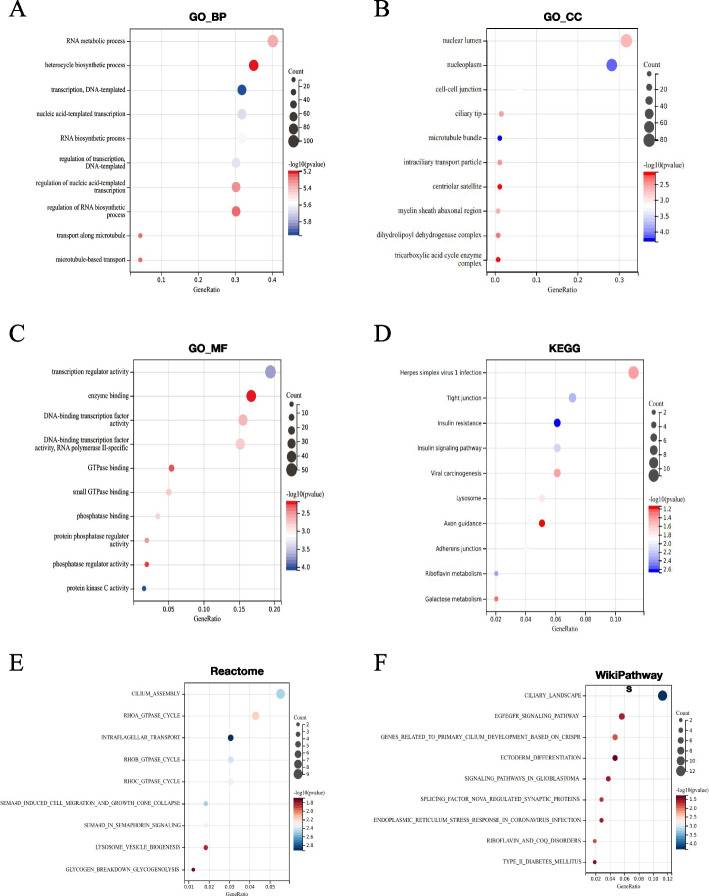 A
GO_BP
RNA metabolic process
heterocycle biosynthetic process
transcription, DNA-templated
nucleic acid-templated transcription
RNA biosynthetic process
regulation of transcription,
DNA-templated
regulation of nucleic acid-templated
transcription
regulation of RNA biosynthetic
process
transport along microtubule
microtubule-based transport
0.1 0.2 0.3 0.4
GeneRatio
Count
20
40
60
80
100
-log10(pvalue)
5.2
5.4
5.6
5.8
B
GO_CC
nuclear lumen
nucleoplasm
cell-cell junction
ciliary tip
microtubule bundle
intraciliary transport particle
centriolar satellite
myelin sheath abaxonal region
dihydrolipoyl dehydrogenase complex
tricarboxylic acid cycle enzyme
complex
0.0 0.1 0.2 0.3
GeneRatio
Count
20
40
60
80
-log10(pvalue)
2.5
3.0
3.5
4.0
C
GO_MF
transcription regulator activity
enzyme binding
DNA-binding transcription factor
activity
DNA-binding transcription factor
activity, RNA polymerase II-specific
GTPase binding
small GTPase binding
phosphatase binding
protein phosphatase regulator
activity
phosphatase regulator activity
protein kinase C activity
0.05 0.10 0.15 0.20
GeneRatio
Count
10
20
30
40
50
-log10(pvalue)
2.5
3.0
3.5
4.0
D
KEGG
Herpes simplex virus 1 infection
Tight junction
Insulin resistance
Insulin signaling pathway
Viral carcinogenesis
Lysosome
Axon guidance
Adherens junction
Riboflavin metabolism
Galactose metabolism
0.02 0.04 0.06 0.08 0.10
GeneRatio
Count
2
4
6
8
10
-log10(pvalue)
1.2
1.4
1.6
1.8
2.0
2.2
2.4
2.6
E
Reactome
CILIUM_ASSEMBLY
RHOA_GTPASE_CYCLE
INTRAFLAGELLAR_TRANSPORT
RHOB_GTPASE_CYCLE
RHOC_GTPASE_CYCLE
SEMA4D_INDUCED_CELL_MIGRATION_AND_GROWTH_CONE_COLLAPSE
SEMA4D_IN_SEMAPHORIN_SIGNALING
LYSOSOME_VESICLE_BIOGENESIS
GLYCOGEN_BREAKDOWN_GLYCOGENOLYSIS
0.01 0.02 0.03 0.04 0.05
GeneRatio
Count
2
3
4
5
6
7
8
9
-log10(pvalue)
1.8
2.0
2.2
2.4
2.6
2.8
F
WikiPathway
s
CILIARY_LANDSCAPE
EGFEGFR_SIGNALING_PATHWAY
GENES_RELATED_TO_PRIMARY_CILIUM_DEVELOPMENT_BASED_ON_CRISPR
ECTODERM_DIFFERENTIATION
SIGNALING_PATHWAYS_IN_GLIOBLASTOMA
SPLICING_FACTOR_NOVA_REGULATED_SYNAPTIC_PROTEINS
ENDOPLASMIC_RETICULUM_STRESS_RESPONSE_IN_CORONAVIRUS_INFECTION
RIBOFLAVIN_AND_COQ_DISORDERS
TYPE_II_DIABETES_MELLITUS
0.02 0.04 0.06 0.08 0.10 0.12
GeneRatio
Count
2
4
6
8
10
12
-log10(pvalue)
1.5
2.0
2.5
3.0
3.5
4.0